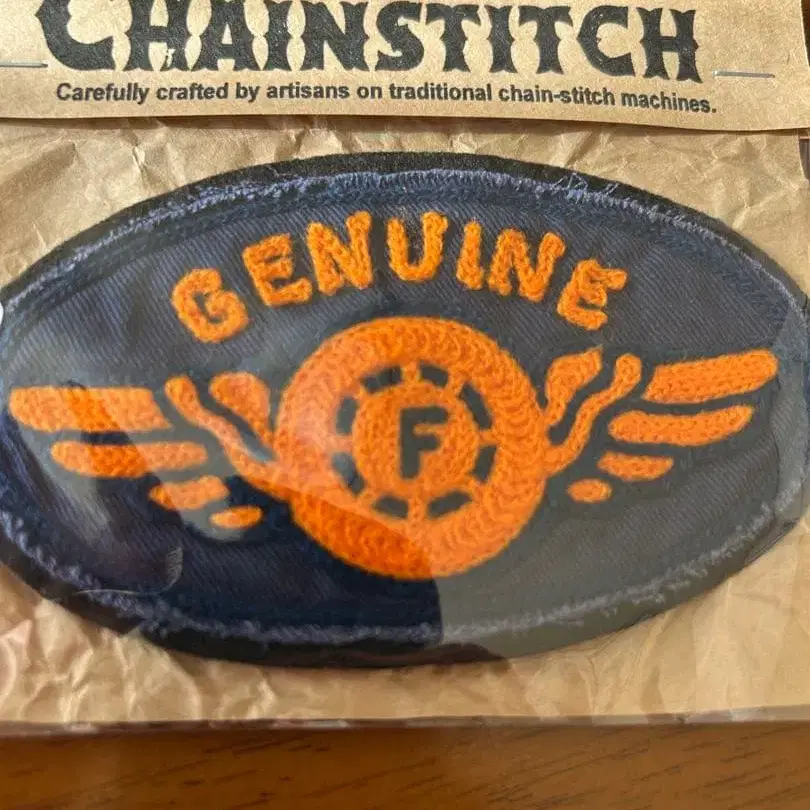 CHAINSTITCH
Carefully crafted by artisans on traditional chain-stitch machines.
GENUINE
F